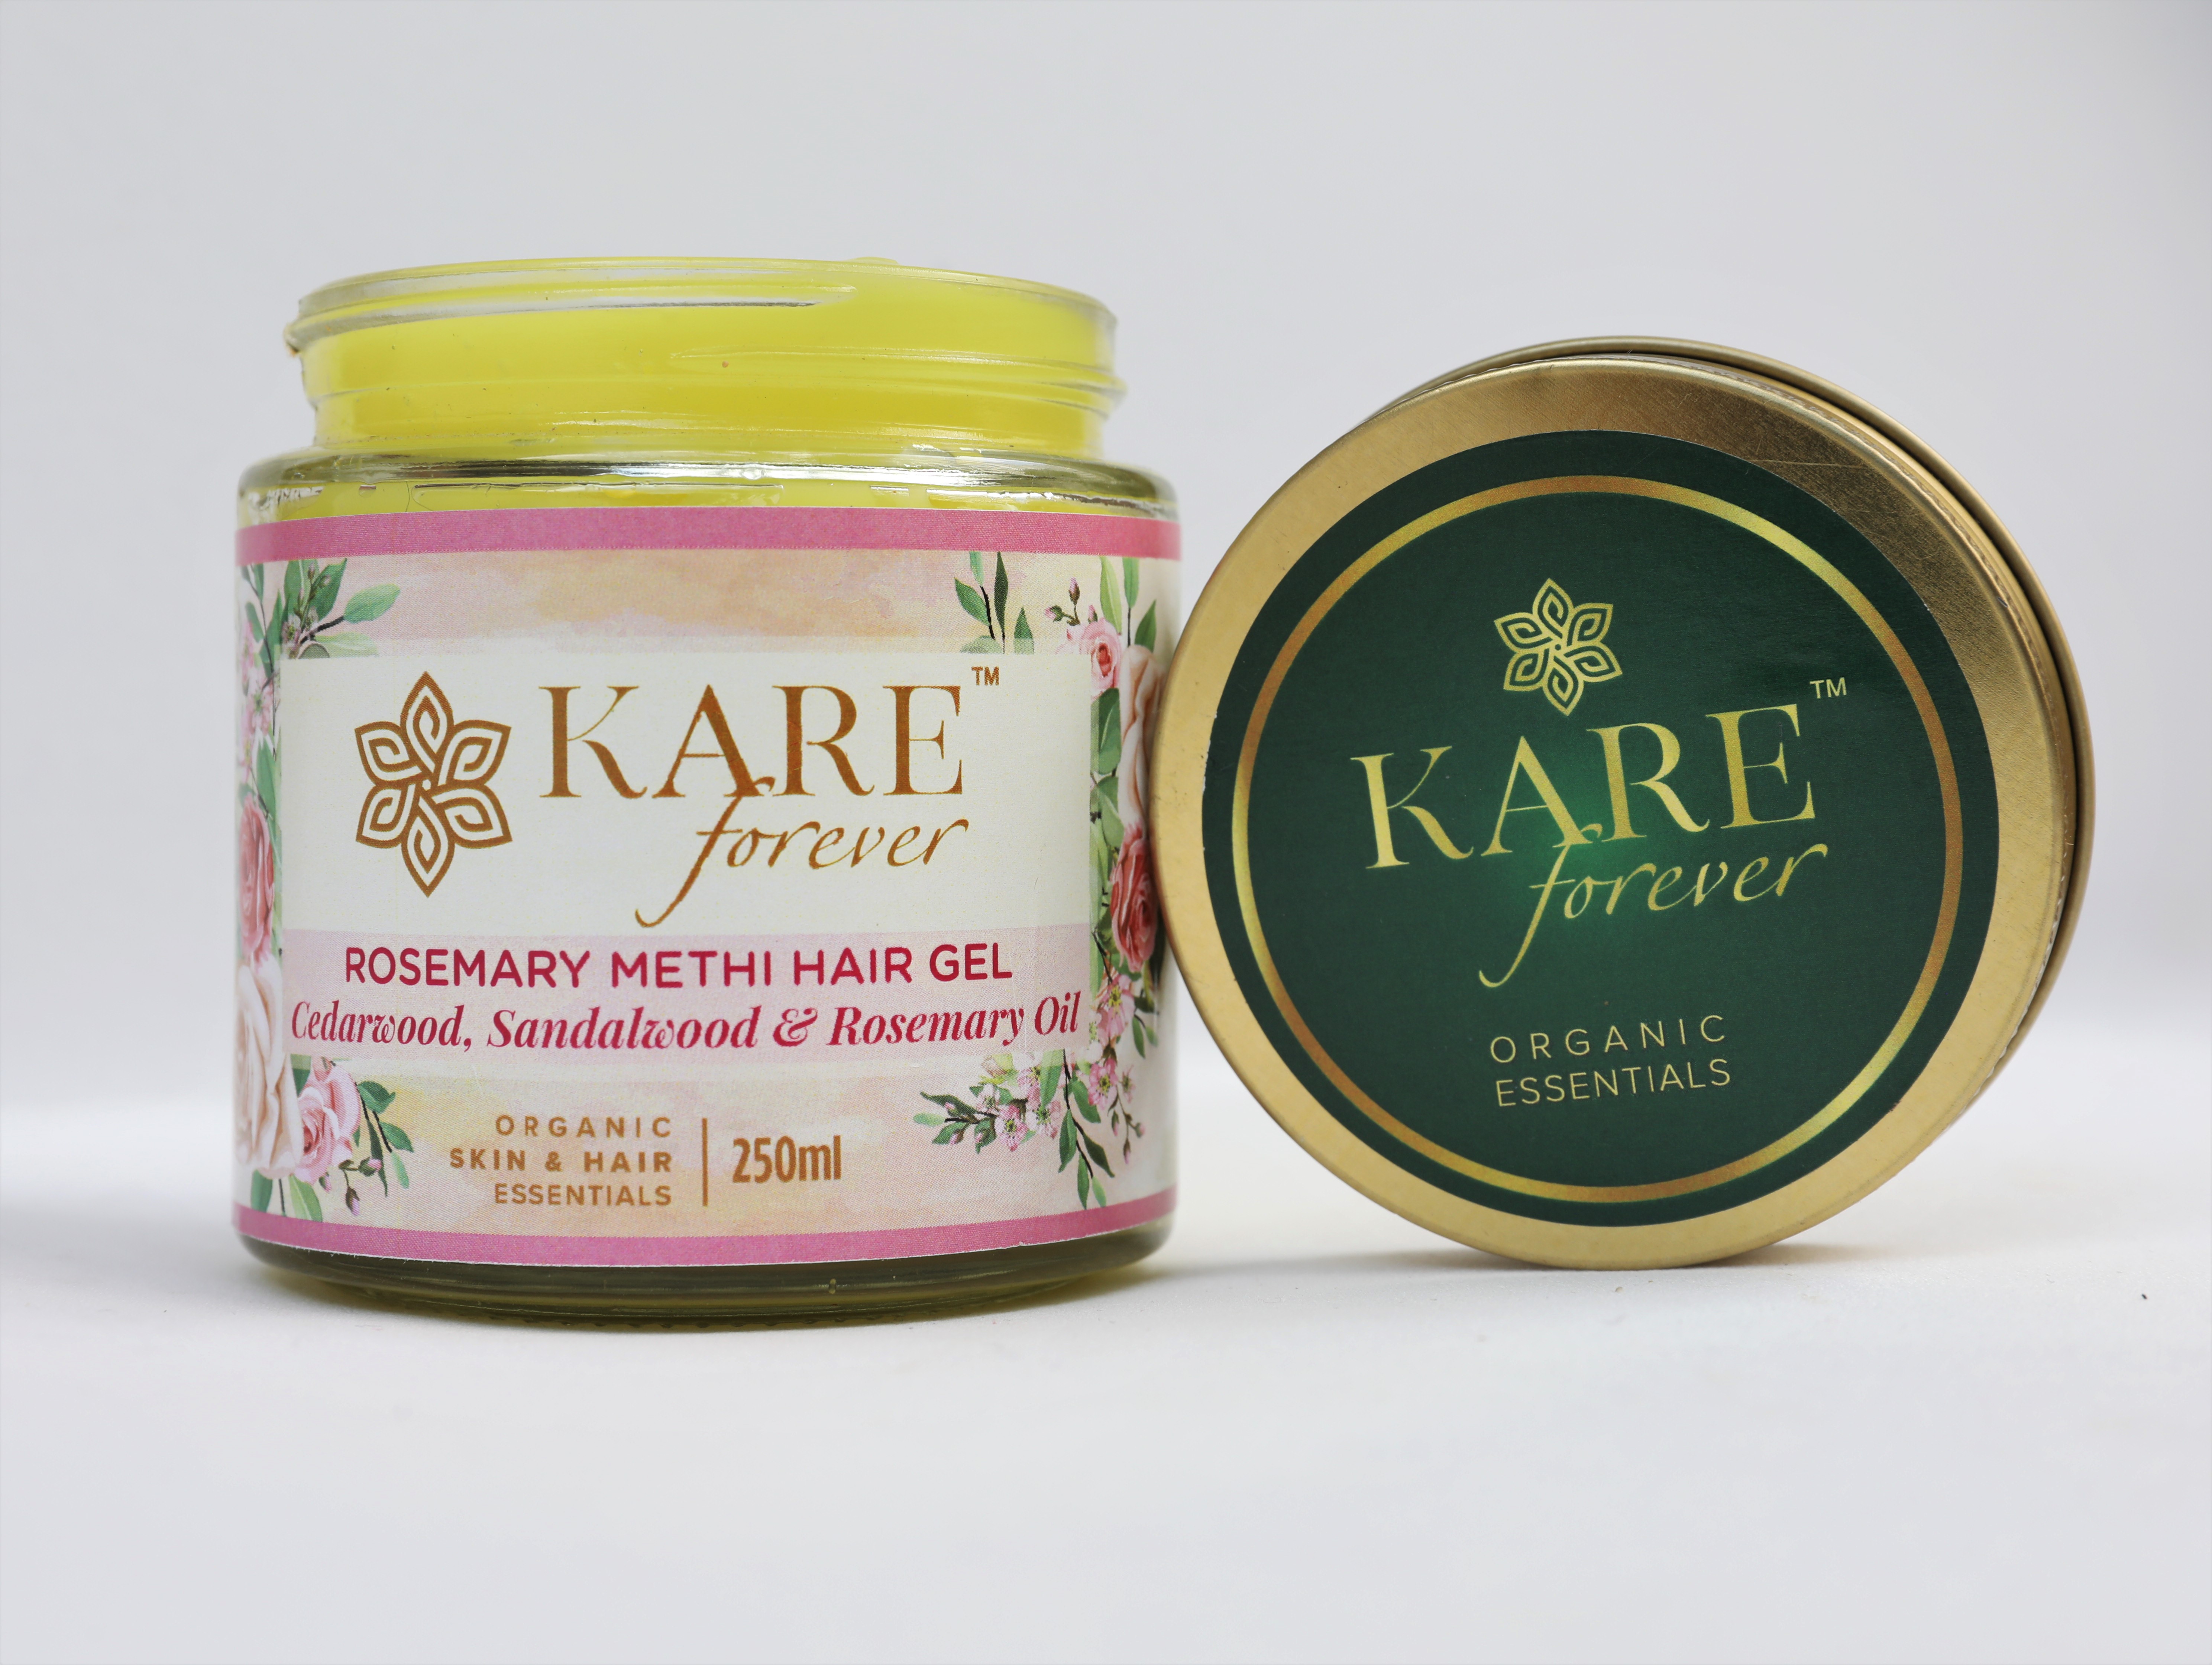 KARE™
forever
ROSEMARY METHI HAIR GEL
Cedarwood, Sandalwood & Rosemary Oil
ORGANIC
SKIN & HAIR
ESSENTIALS
250ml
KARE™
forever
ORGANIC
ESSENTIALS